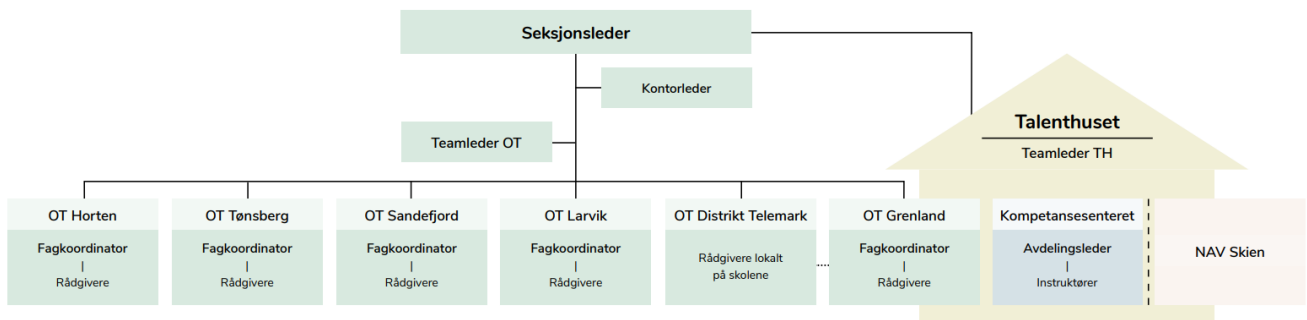 Seksjonsleder
Kontorleder
Teamleder OT
Talenthuset
Teamleder TH
OT Horten
Fagkoordinator
|
Rådgivere
OT Tønsberg
Fagkoordinator
|
Rådgivere
OT Sandefjord
Fagkoordinator
|
Rådgivere
OT Larvik
Fagkoordinator
|
Rådgivere
OT Distrikt Telemark
Rådgivere lokalt
på skolene
OT Grenland
Fagkoordinator
|
Rådgivere
Kompetansesenteret
Avdelingsleder
|
Instruktører
NAV Skien